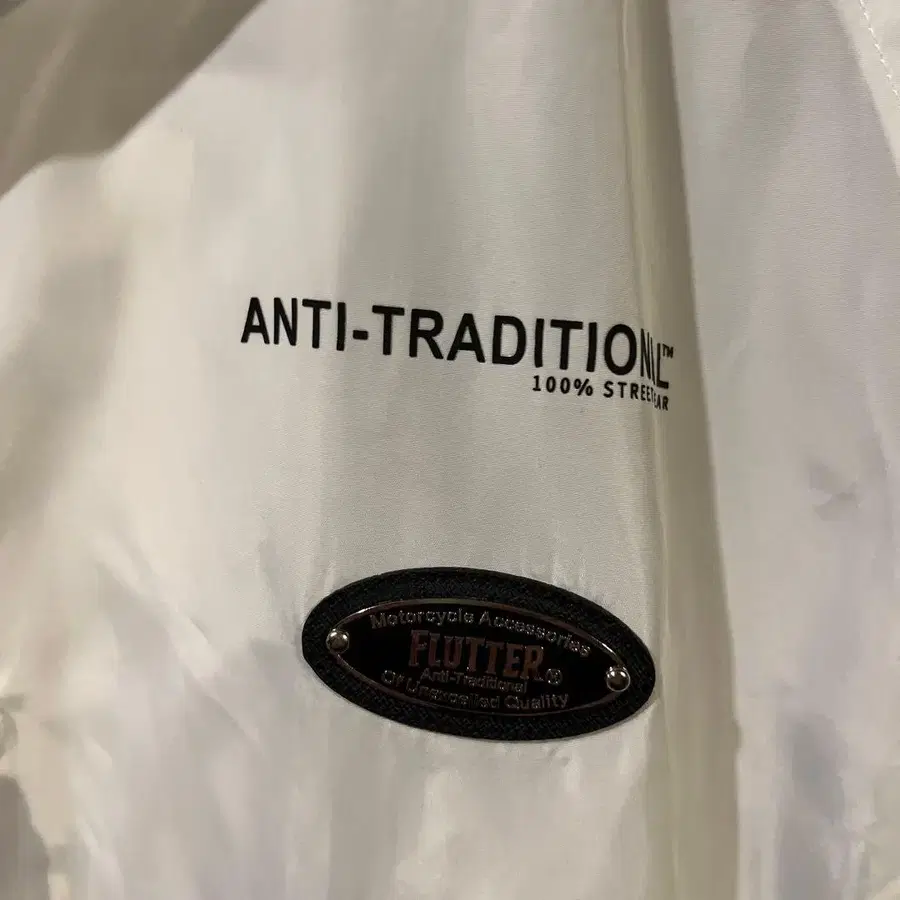 ANTI-TRADITIONAL™
100% STREETWEAR
Motorcycle Accessories
FLUTTER®
Anti-Traditional
Of Unexcelled Quality